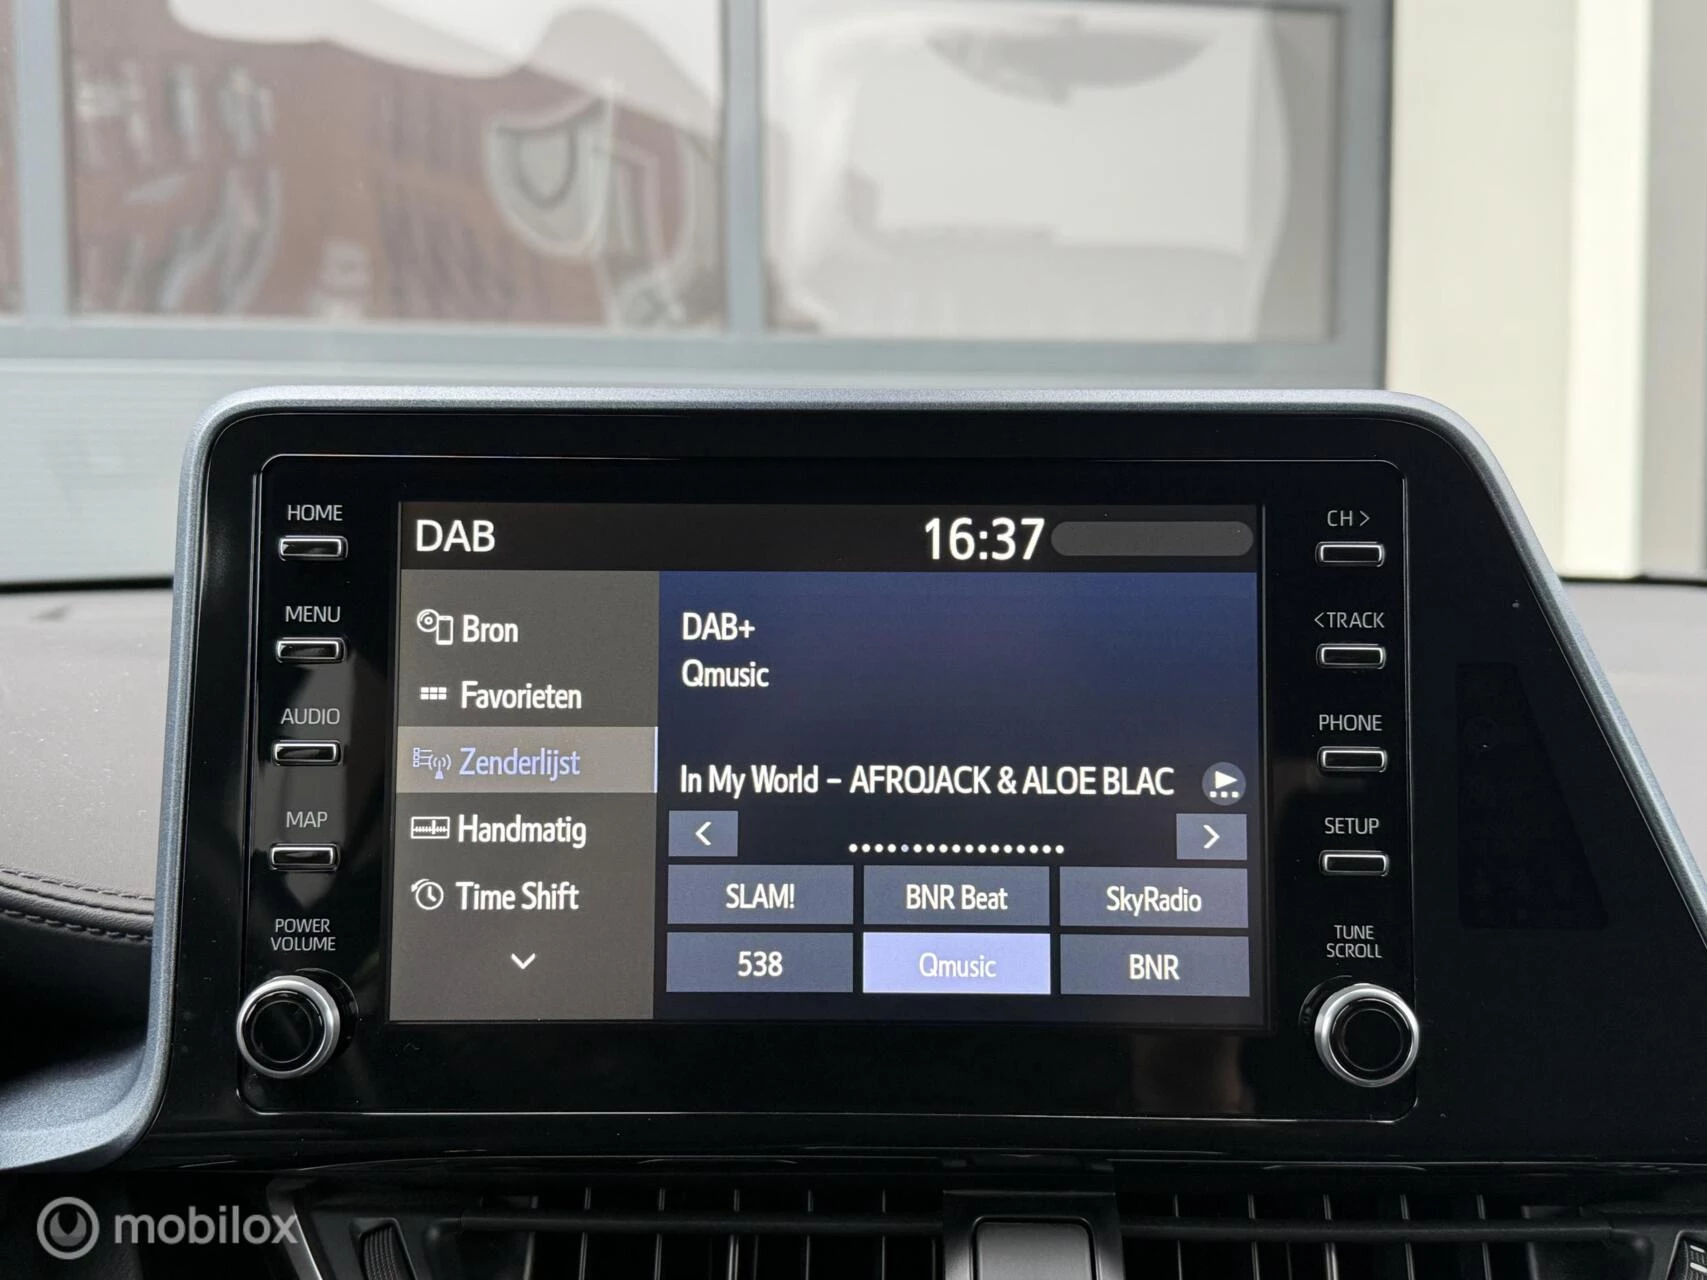 HOME
MENU
AUDIO
MAP
POWER
VOLUME
DAB
16:37
Bron
Favorieten
Zenderlijst
Handmatig
Time Shift
DAB+
Qmusic
In My World – AFROJACK & ALOE BLAC
SLAM!
BNR Beat
SkyRadio
538
Qmusic
BNR
CH >
<TRACK
PHONE
SETUP
TUNE
SCROLL
mobilox